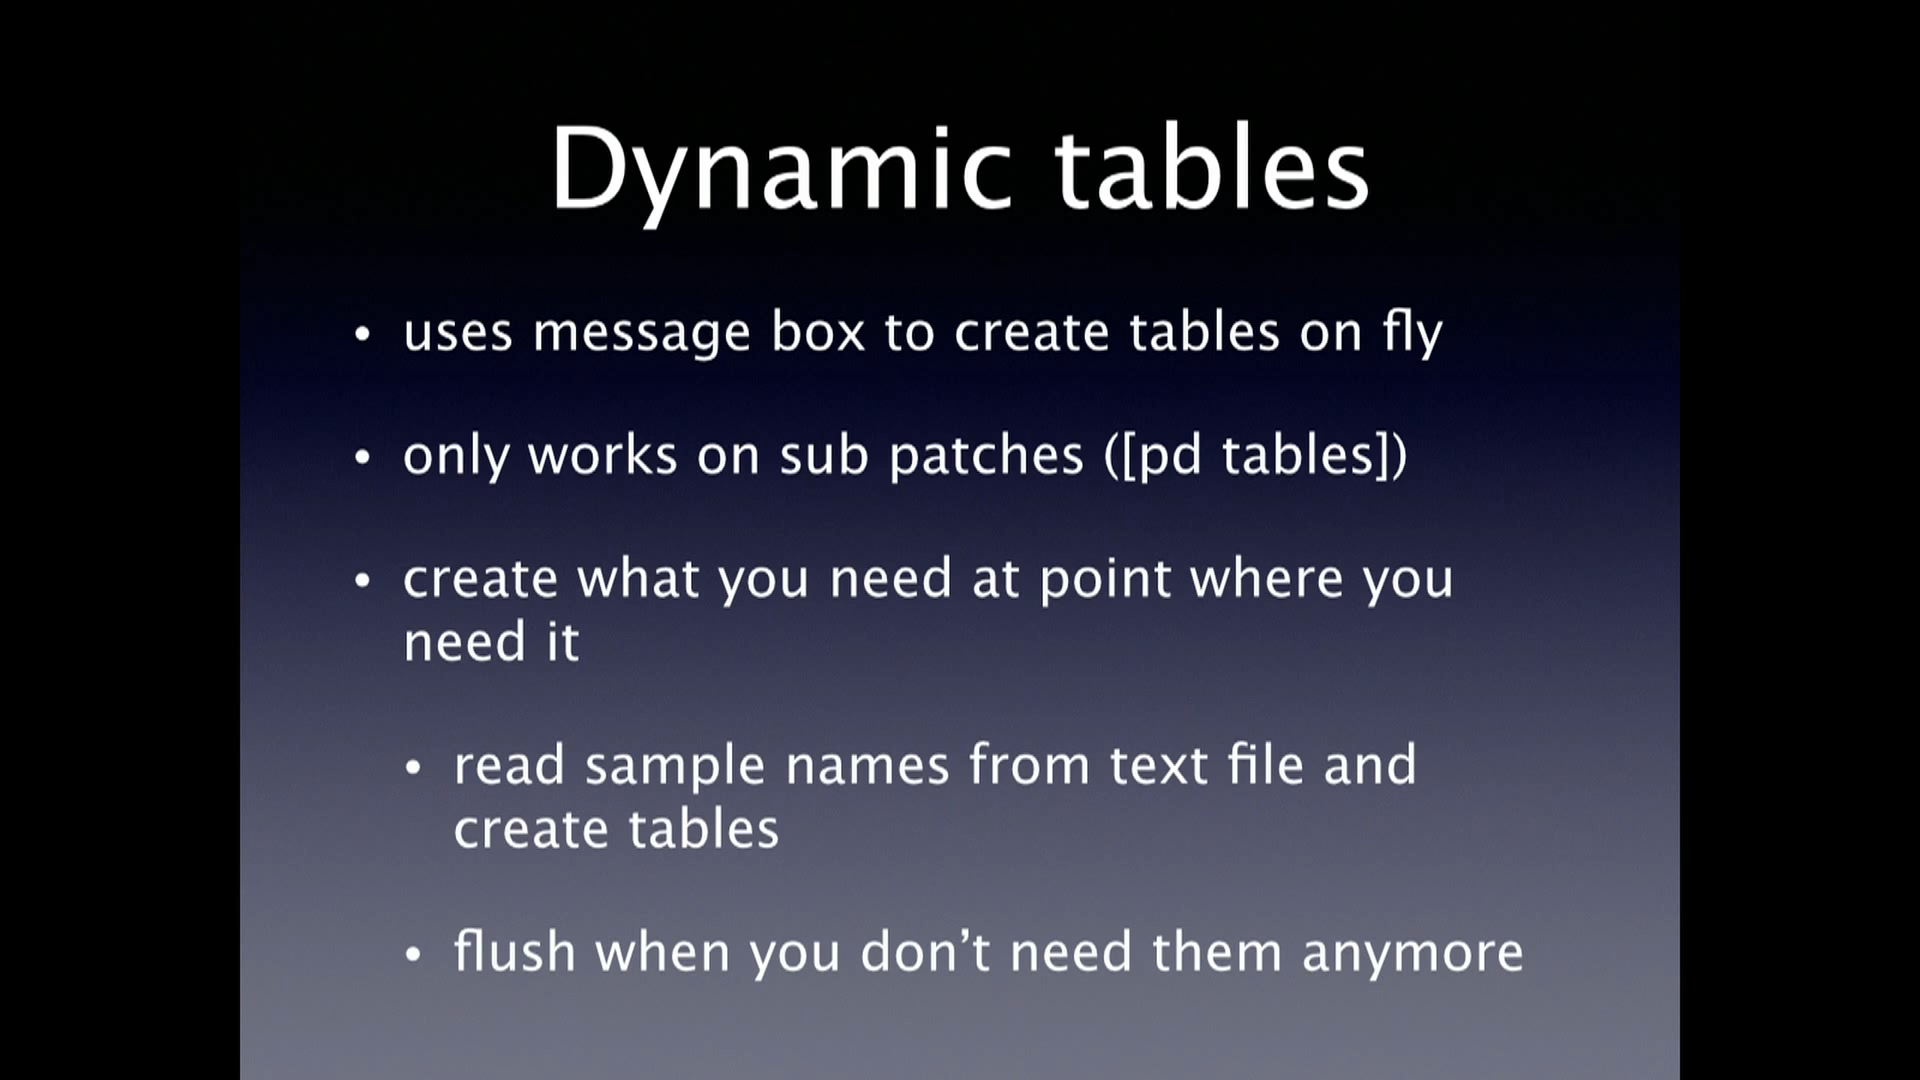 Dynamic tables
• uses message box to create tables on fly
• only works on sub patches ([pd tables])
• create what you need at point where you
need it
• read sample names from text file and
create tables
• flush when you don’t need them anymore